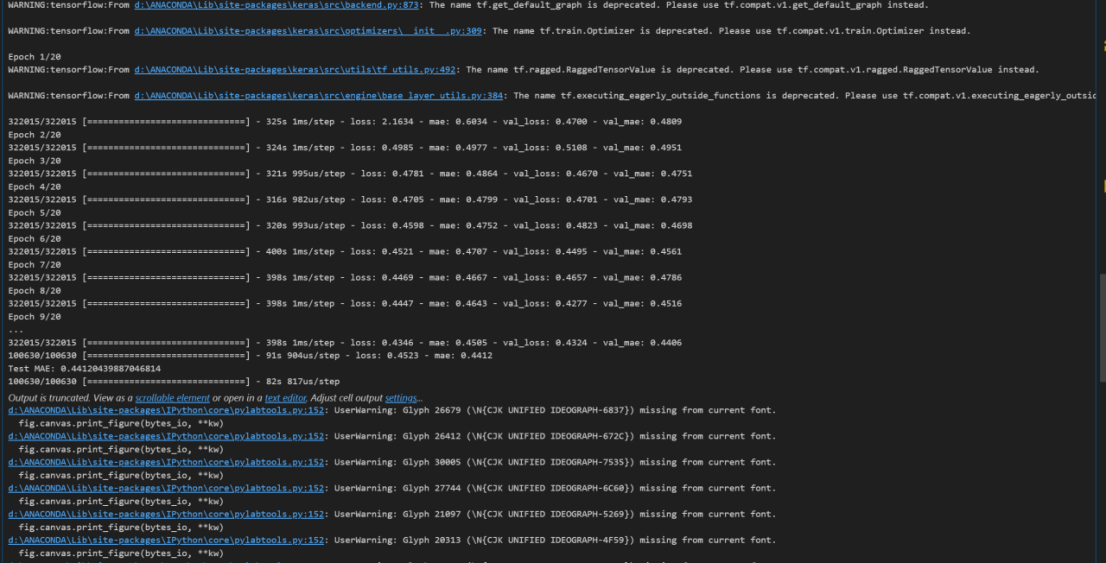 WARNING:tensorflow:From d:\ANACONDA\Lib\site-packages\keras\src\backend.py:873: The name tf.get_default_graph is deprecated. Please use tf.compat.v1.get_default_graph instead.
WARNING:tensorflow:From d:\ANACONDA\Lib\site-packages\keras\src\optimizers\__init__.py:309: The name tf.train.Optimizer is deprecated. Please use tf.compat.v1.train.Optimizer instead.
Epoch 1/20
WARNING:tensorflow:From d:\ANACONDA\Lib\site-packages\keras\src\utils\tf_utils.py:492: The name tf.ragged.RaggedTensorValue is deprecated. Please use tf.compat.v1.ragged.RaggedTensorValue instead.
WARNING:tensorflow:From d:\ANACONDA\Lib\site-packages\keras\src\engine\base_layer_utils.py:384: The name tf.executing_eagerly_outside_functions is deprecated. Please use tf.compat.v1.executing_eagerly_outsid
322015/322015 [==============================] - 325s 1ms/step - loss: 2.1634 - mae: 0.6034 - val_loss: 0.4700 - val_mae: 0.4809
Epoch 2/20
322015/322015 [==============================] - 324s 1ms/step - loss: 0.4985 - mae: 0.4977 - val_loss: 0.5108 - val_mae: 0.4951
Epoch 3/20
322015/322015 [==============================] - 321s 995us/step - loss: 0.4781 - mae: 0.4864 - val_loss: 0.4670 - val_mae: 0.4751
Epoch 4/20
322015/322015 [==============================] - 316s 982us/step - loss: 0.4705 - mae: 0.4799 - val_loss: 0.4701 - val_mae: 0.4793
Epoch 5/20
322015/322015 [==============================] - 320s 993us/step - loss: 0.4598 - mae: 0.4752 - val_loss: 0.4823 - val_mae: 0.4698
Epoch 6/20
322015/322015 [==============================] - 400s 1ms/step - loss: 0.4521 - mae: 0.4707 - val_loss: 0.4495 - val_mae: 0.4561
Epoch 7/20
322015/322015 [==============================] - 398s 1ms/step - loss: 0.4469 - mae: 0.4667 - val_loss: 0.4657 - val_mae: 0.4786
Epoch 8/20
322015/322015 [==============================] - 398s 1ms/step - loss: 0.4447 - mae: 0.4643 - val_loss: 0.4277 - val_mae: 0.4516
Epoch 9/20
...
322015/322015 [==============================] - 398s 1ms/step - loss: 0.4346 - mae: 0.4505 - val_loss: 0.4324 - val_mae: 0.4406
100630/100630 [==============================] - 91s 904us/step - loss: 0.4523 - mae: 0.4412
Test MAE: 0.44120439887046814
100630/100630 [==============================] - 82s 817us/step
Output is truncated. View as a scrollable element or open in a text editor. Adjust cell output settings...
d:\ANACONDA\Lib\site-packages\IPython\core\pylabtools.py:152: UserWarning: Glyph 26679 (\N{CJK UNIFIED IDEOGRAPH-6837}) missing from current font.
fig.canvas.print_figure(bytes_io, **kw)
d:\ANACONDA\Lib\site-packages\IPython\core\pylabtools.py:152: UserWarning: Glyph 26412 (\N{CJK UNIFIED IDEOGRAPH-672C}) missing from current font.
fig.canvas.print_figure(bytes_io, **kw)
d:\ANACONDA\Lib\site-packages\IPython\core\pylabtools.py:152: UserWarning: Glyph 30005 (\N{CJK UNIFIED IDEOGRAPH-7535}) missing from current font.
fig.canvas.print_figure(bytes_io, **kw)
d:\ANACONDA\Lib\site-packages\IPython\core\pylabtools.py:152: UserWarning: Glyph 27744 (\N{CJK UNIFIED IDEOGRAPH-6C60}) missing from current font.
fig.canvas.print_figure(bytes_io, **kw)
d:\ANACONDA\Lib\site-packages\IPython\core\pylabtools.py:152: UserWarning: Glyph 21097 (\N{CJK UNIFIED IDEOGRAPH-5269}) missing from current font.
fig.canvas.print_figure(bytes_io, **kw)
d:\ANACONDA\Lib\site-packages\IPython\core\pylabtools.py:152: UserWarning: Glyph 20313 (\N{CJK UNIFIED IDEOGRAPH-4F59}) missing from current font.
fig.canvas.print_figure(bytes_io, **kw)